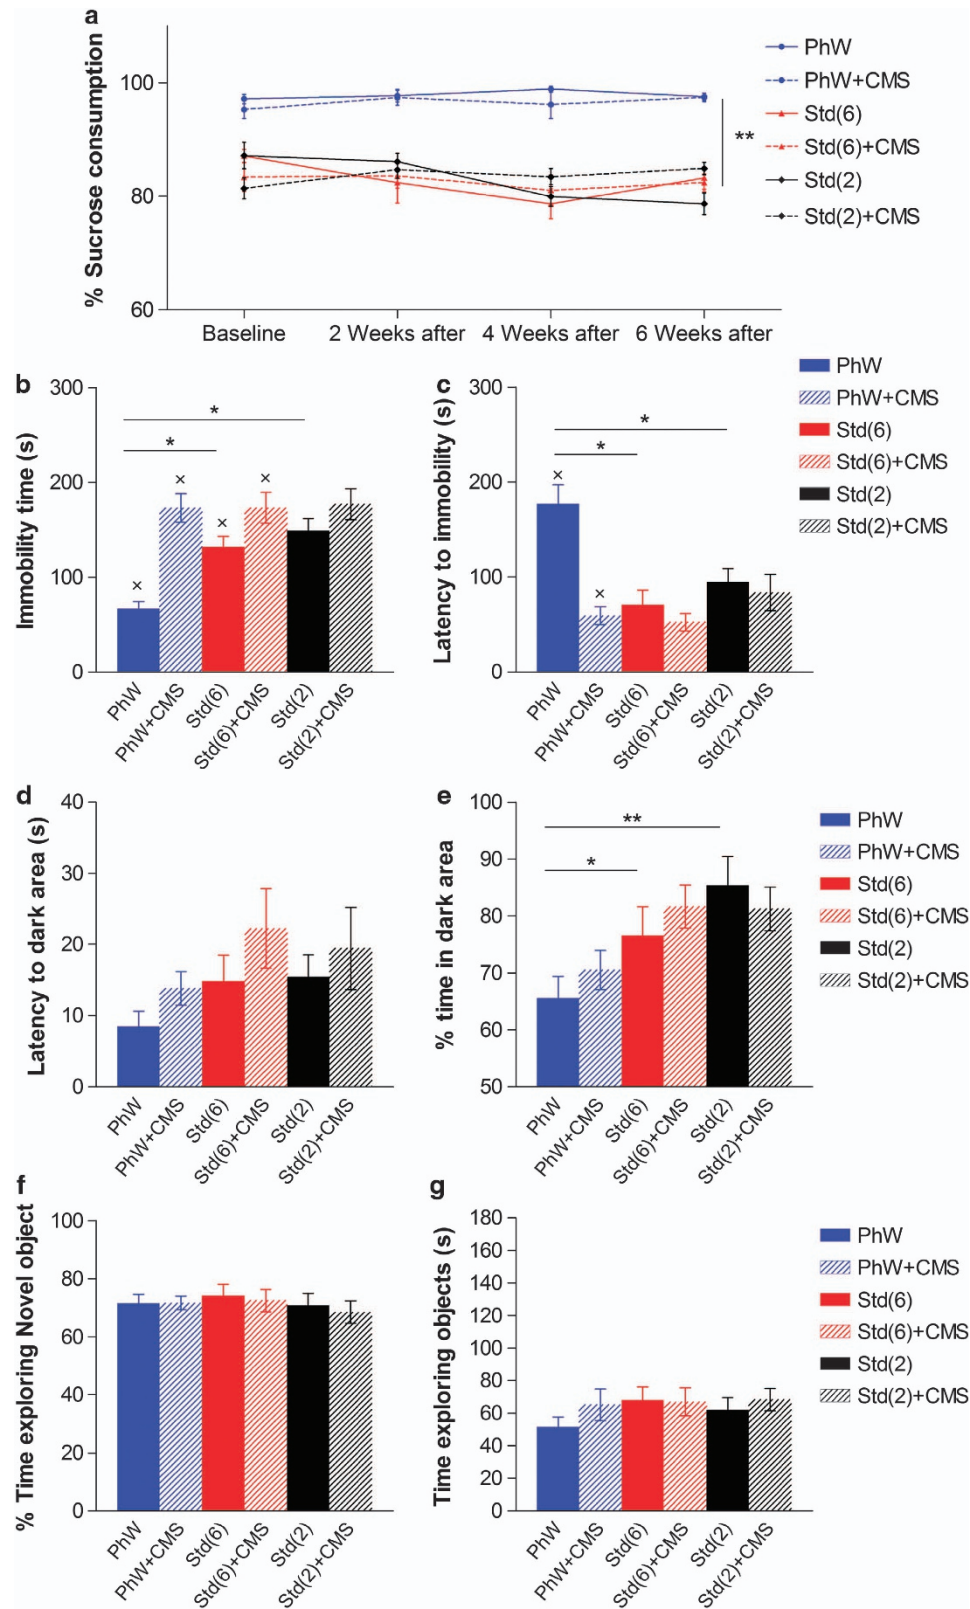 a
% Sucrose consumption
100
80
60
Baseline
2 Weeks after
4 Weeks after
6 Weeks after
**
PhW
PhW+CMS
Std(6)
Std(6)+CMS
Std(2)
Std(2)+CMS
b
Immobility time (s)
300
200
100
0
*
*
×
×
×
×
PhW
PhW+CMS
Std(6)
Std(6)+CMS
Std(2)
Std(2)+CMS
c
Latency to immobility (s)
300
200
100
0
*
*
×
×
PhW
PhW+CMS
Std(6)
Std(6)+CMS
Std(2)
Std(2)+CMS
PhW
PhW+CMS
Std(6)
Std(6)+CMS
Std(2)
Std(2)+CMS
d
Latency to dark area (s)
40
30
20
10
0
PhW
PhW+CMS
Std(6)
Std(6)+CMS
Std(2)
Std(2)+CMS
e
% time in dark area
100
90
80
70
60
50
**
*
PhW
PhW+CMS
Std(6)
Std(6)+CMS
Std(2)
Std(2)+CMS
PhW
PhW+CMS
Std(6)
Std(6)+CMS
Std(2)
Std(2)+CMS
f
% Time exploring Novel object
100
80
60
40
20
0
PhW
PhW+CMS
Std(6)
Std(6)+CMS
Std(2)
Std(2)+CMS
g
Time exploring objects (s)
180
160
140
120
100
80
60
40
20
0
PhW
PhW+CMS
Std(6)
Std(6)+CMS
Std(2)
Std(2)+CMS
PhW
PhW+CMS
Std(6)
Std(6)+CMS
Std(2)
Std(2)+CMS